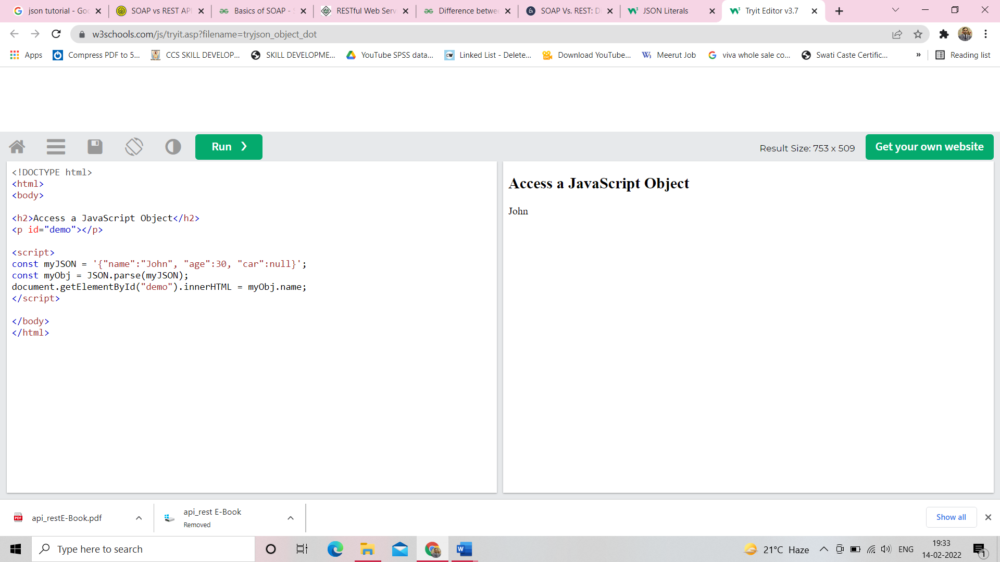 json tutorial - Goo
SOAP vs REST API
Basics of SOAP - S
RESTful Web Serv
Difference betwee
SOAP Vs. REST: D
JSON Literals
Tryit Editor v3.7
w3schools.com/js/tryit.asp?filename=tryjson_object_dot
Apps
Compress PDF to 5...
CCS SKILL DEVELOP...
SKILL DEVELOPME...
YouTube SPSS data...
Linked List - Delete...
Download YouTube...
Meerut Job
viva whole sale co...
Swati Caste Certific...
»
Reading list
Run ❯
Result Size: 753 x 509
Get your own website
<!DOCTYPE html>
<html>
<body>
<h2>Access a JavaScript Object</h2>
<p id="demo"></p>
<script>
const myJSON = '{"name":"John", "age":30, "car":null}';
const myObj = JSON.parse(myJSON);
document.getElementById("demo").innerHTML = myObj.name;
</script>
</body>
</html>
Access a JavaScript Object
John
api_restE-Book.pdf
api_rest E-Book
Removed
Show all
Type here to search
21°C Haze
ENG
19:33
14-02-2022
1